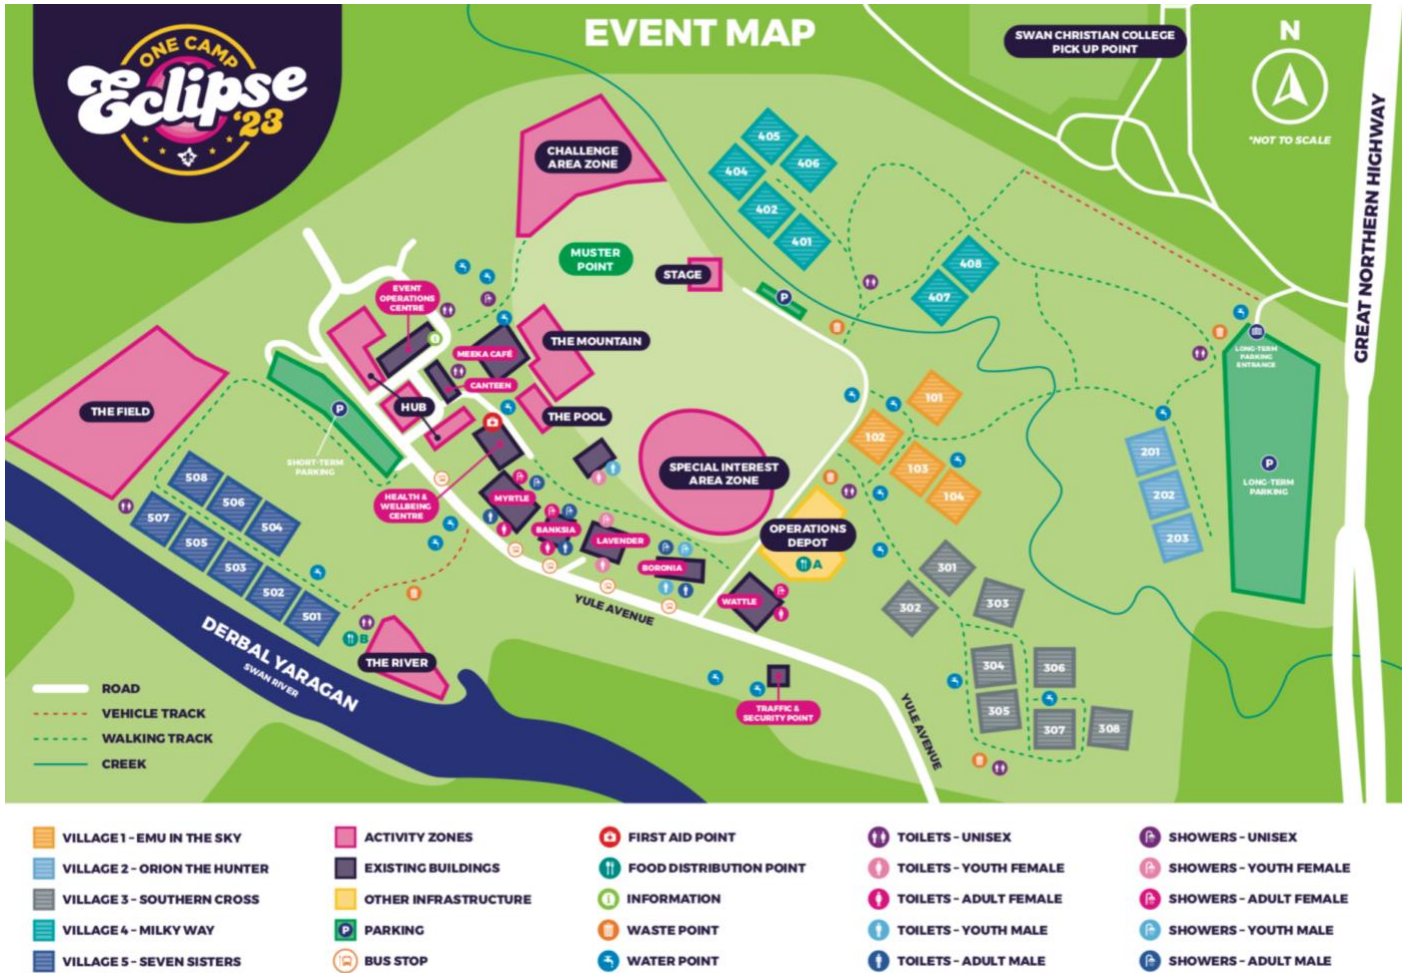 ONE CAMP
Eclipse
'23
EVENT MAP
SWAN CHRISTIAN COLLEGE
PICK UP POINT
N
*NOT TO SCALE
GREAT NORTHERN HIGHWAY
CHALLENGE
AREA ZONE
405
406
404
402
401
MUSTER
POINT
STAGE
P
408
407
EVENT
OPERATIONS
CENTRE
THE MOUNTAIN
MEEKA CAFÉ
CANTEEN
LONG-TERM
PARKING
ENTRANCE
THE FIELD
P
HUB
THE POOL
101
102
103
104
SHORT-TERM
PARKING
SPECIAL INTEREST
AREA ZONE
201
202
203
P
LONG-TERM
PARKING
508
506
504
507
505
503
502
501
HEALTH &
WELLBEING
CENTRE
MYRTLE
BANKSIA
LAVENDER
BORONIA
OPERATIONS
DEPOT
A
WATTLE
301
302
303
304
306
305
307
308
YULE AVENUE
B
THE RIVER
DERBAL YARAGAN
SWAN RIVER
TRAFFIC &
SECURITY POINT
YULE AVENUE
ROAD
VEHICLE TRACK
WALKING TRACK
CREEK
VILLAGE 1 – EMU IN THE SKY
VILLAGE 2 – ORION THE HUNTER
VILLAGE 3 – SOUTHERN CROSS
VILLAGE 4 – MILKY WAY
VILLAGE 5 – SEVEN SISTERS
ACTIVITY ZONES
EXISTING BUILDINGS
OTHER INFRASTRUCTURE
P PARKING
BUS STOP
FIRST AID POINT
FOOD DISTRIBUTION POINT
i INFORMATION
WASTE POINT
WATER POINT
TOILETS – UNISEX
TOILETS – YOUTH FEMALE
TOILETS – ADULT FEMALE
TOILETS – YOUTH MALE
TOILETS – ADULT MALE
SHOWERS – UNISEX
SHOWERS – YOUTH FEMALE
SHOWERS – ADULT FEMALE
SHOWERS – YOUTH MALE
SHOWERS – ADULT MALE